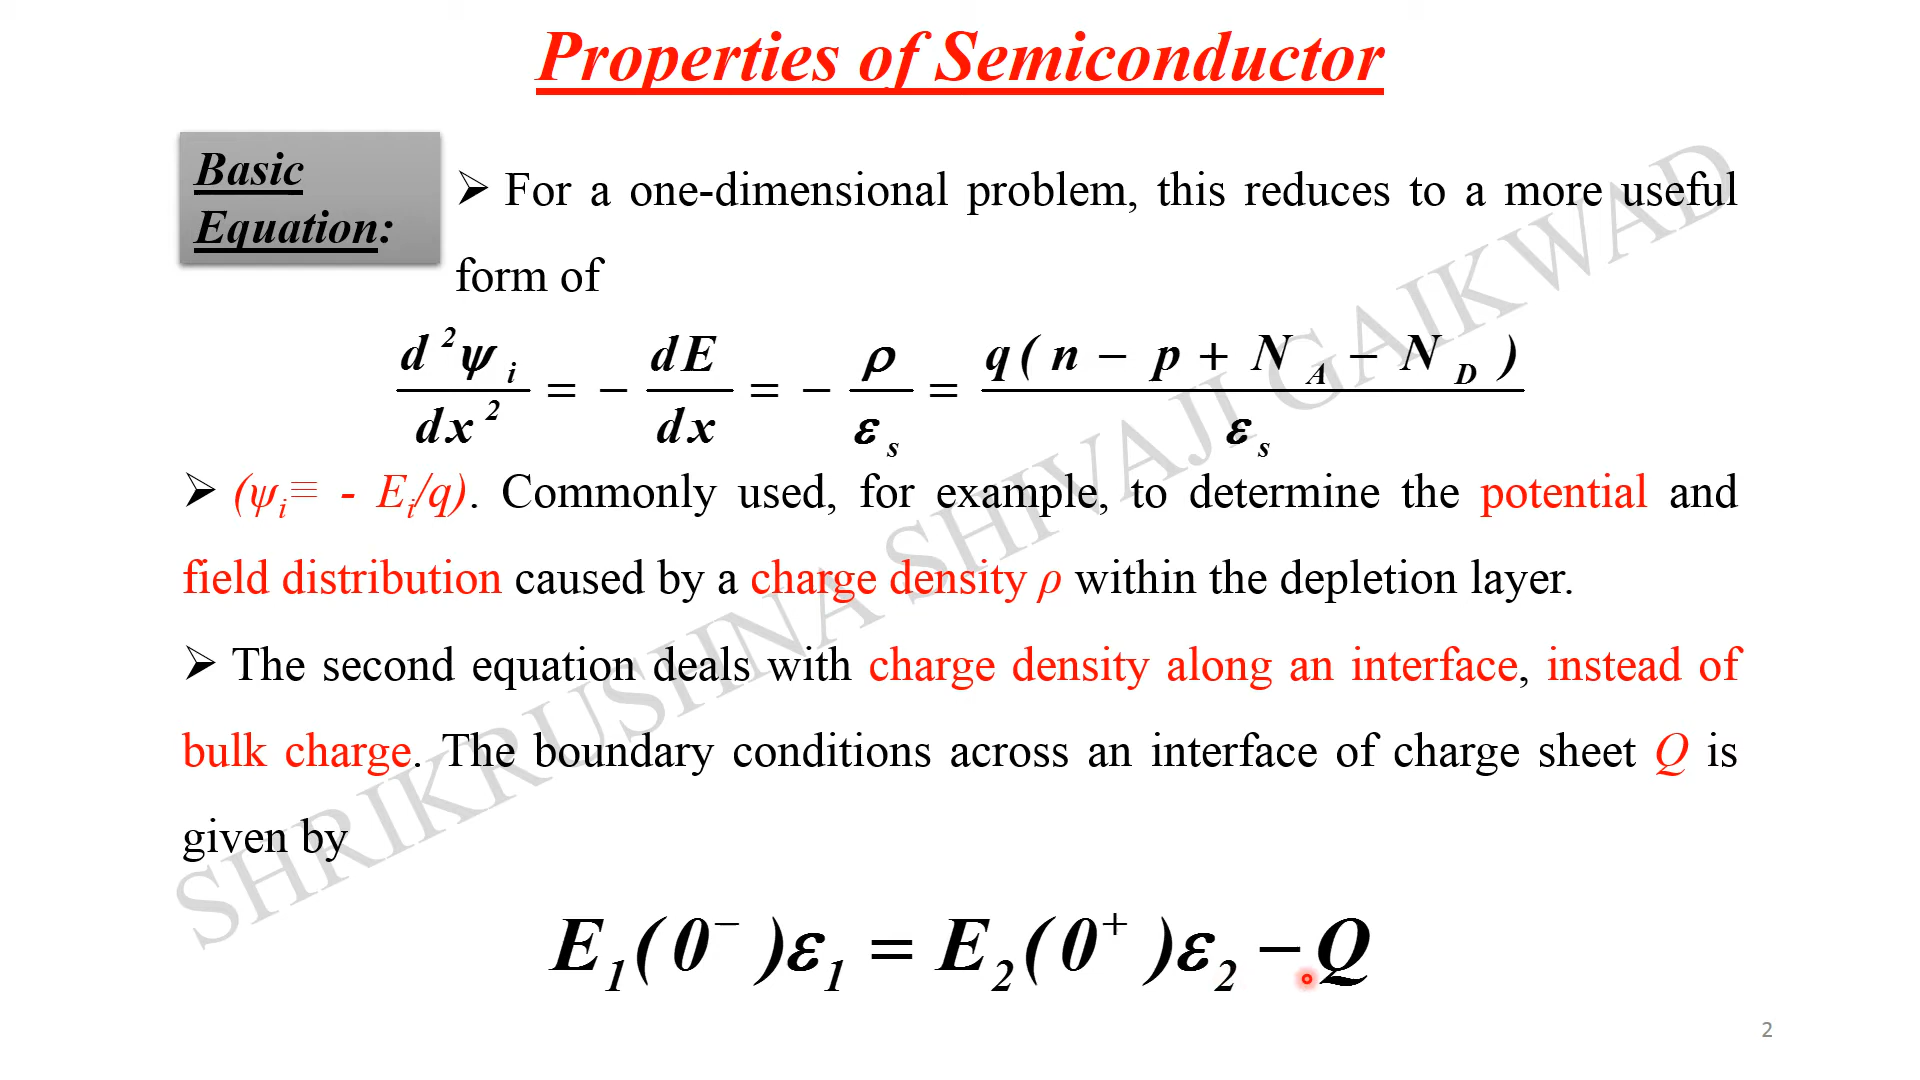 Properties of Semiconductor
Basic
Equation:
➢ For a one-dimensional problem, this reduces to a more useful
form of
d²ψᵢ/dx² = − dE/dx = − ρ/εₛ = q(n − p + N_A − N_D)/εₛ
➢ (ψᵢ≡ - Eᵢ/q). Commonly used, for example, to determine the potential and
field distribution caused by a charge density ρ within the depletion layer.
➢ The second equation deals with charge density along an interface, instead of
bulk charge. The boundary conditions across an interface of charge sheet Q is
given by
E₁(0⁻)ε₁ = E₂(0⁺)ε₂ − Q
SHRIKRUSHNA SHIVAJI GAIKWAD
2